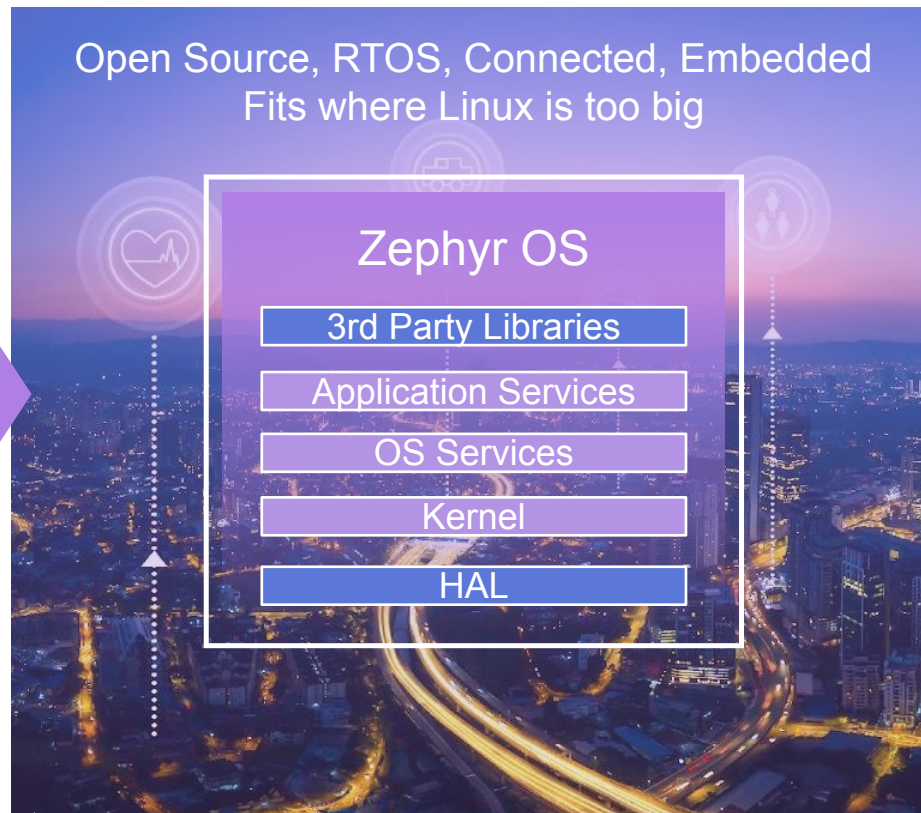 Open Source, RTOS, Connected, Embedded
Fits where Linux is too big
Zephyr OS
3rd Party Libraries
Application Services
OS Services
Kernel
HAL